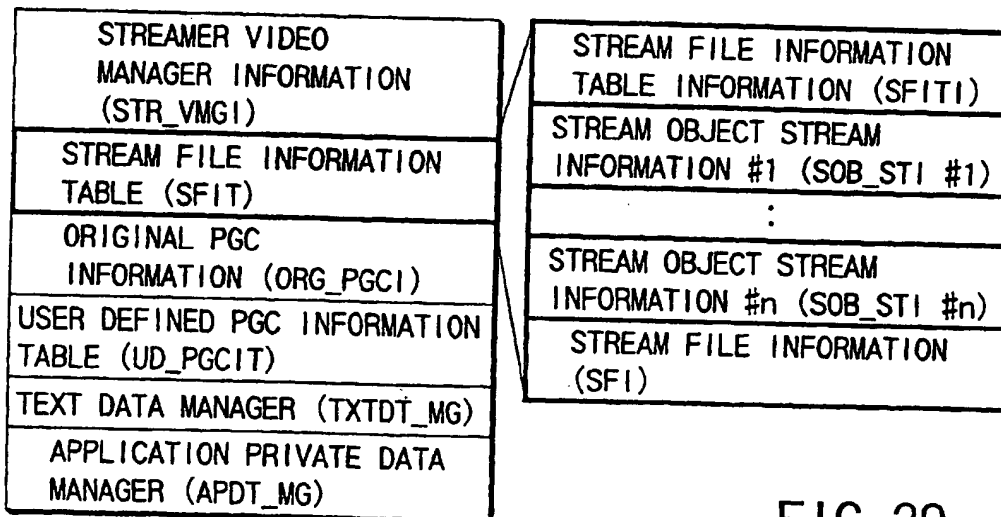 STREAMER VIDEO
MANAGER INFORMATION
(STR_VMGI)
STREAM FILE INFORMATION
TABLE (SFIT)
ORIGINAL PGC
INFORMATION (ORG_PGCI)
USER DEFINED PGC INFORMATION
TABLE (UD_PGCIT)
TEXT DATA MANAGER (TXTDT_MG)
APPLICATION PRIVATE DATA
MANAGER (APDT_MG)
STREAM FILE INFORMATION
TABLE INFORMATION (SFITI)
STREAM OBJECT STREAM
INFORMATION #1 (SOB_STI #1)
:
STREAM OBJECT STREAM
INFORMATION #n (SOB_STI #n)
STREAM FILE INFORMATION
(SFI)